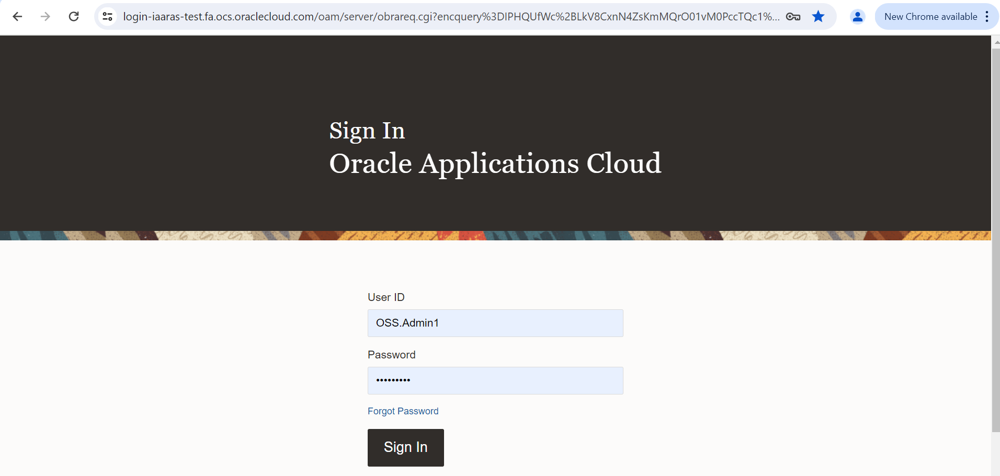 login-iaaras-test.fa.ocs.oraclecloud.com/oam/server/obrareq.cgi?encquery%3DIPHQUfWc%2BLkV8CxnN4ZsKmMQrO01vM0PccTQc1%...
New Chrome available
Sign In
Oracle Applications Cloud
User ID
OSS.Admin1
Password
•••••••••
Forgot Password
Sign In